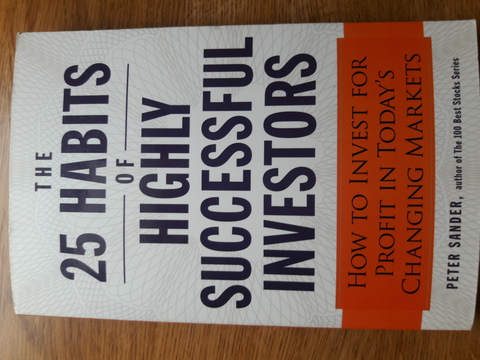 THE
25 HABITS
OF
HIGHLY
SUCCESSFUL
INVESTORS
HOW TO INVEST FOR
PROFIT IN TODAY'S
CHANGING MARKETS
PETER SANDER, author of The 100 Best Stocks Series